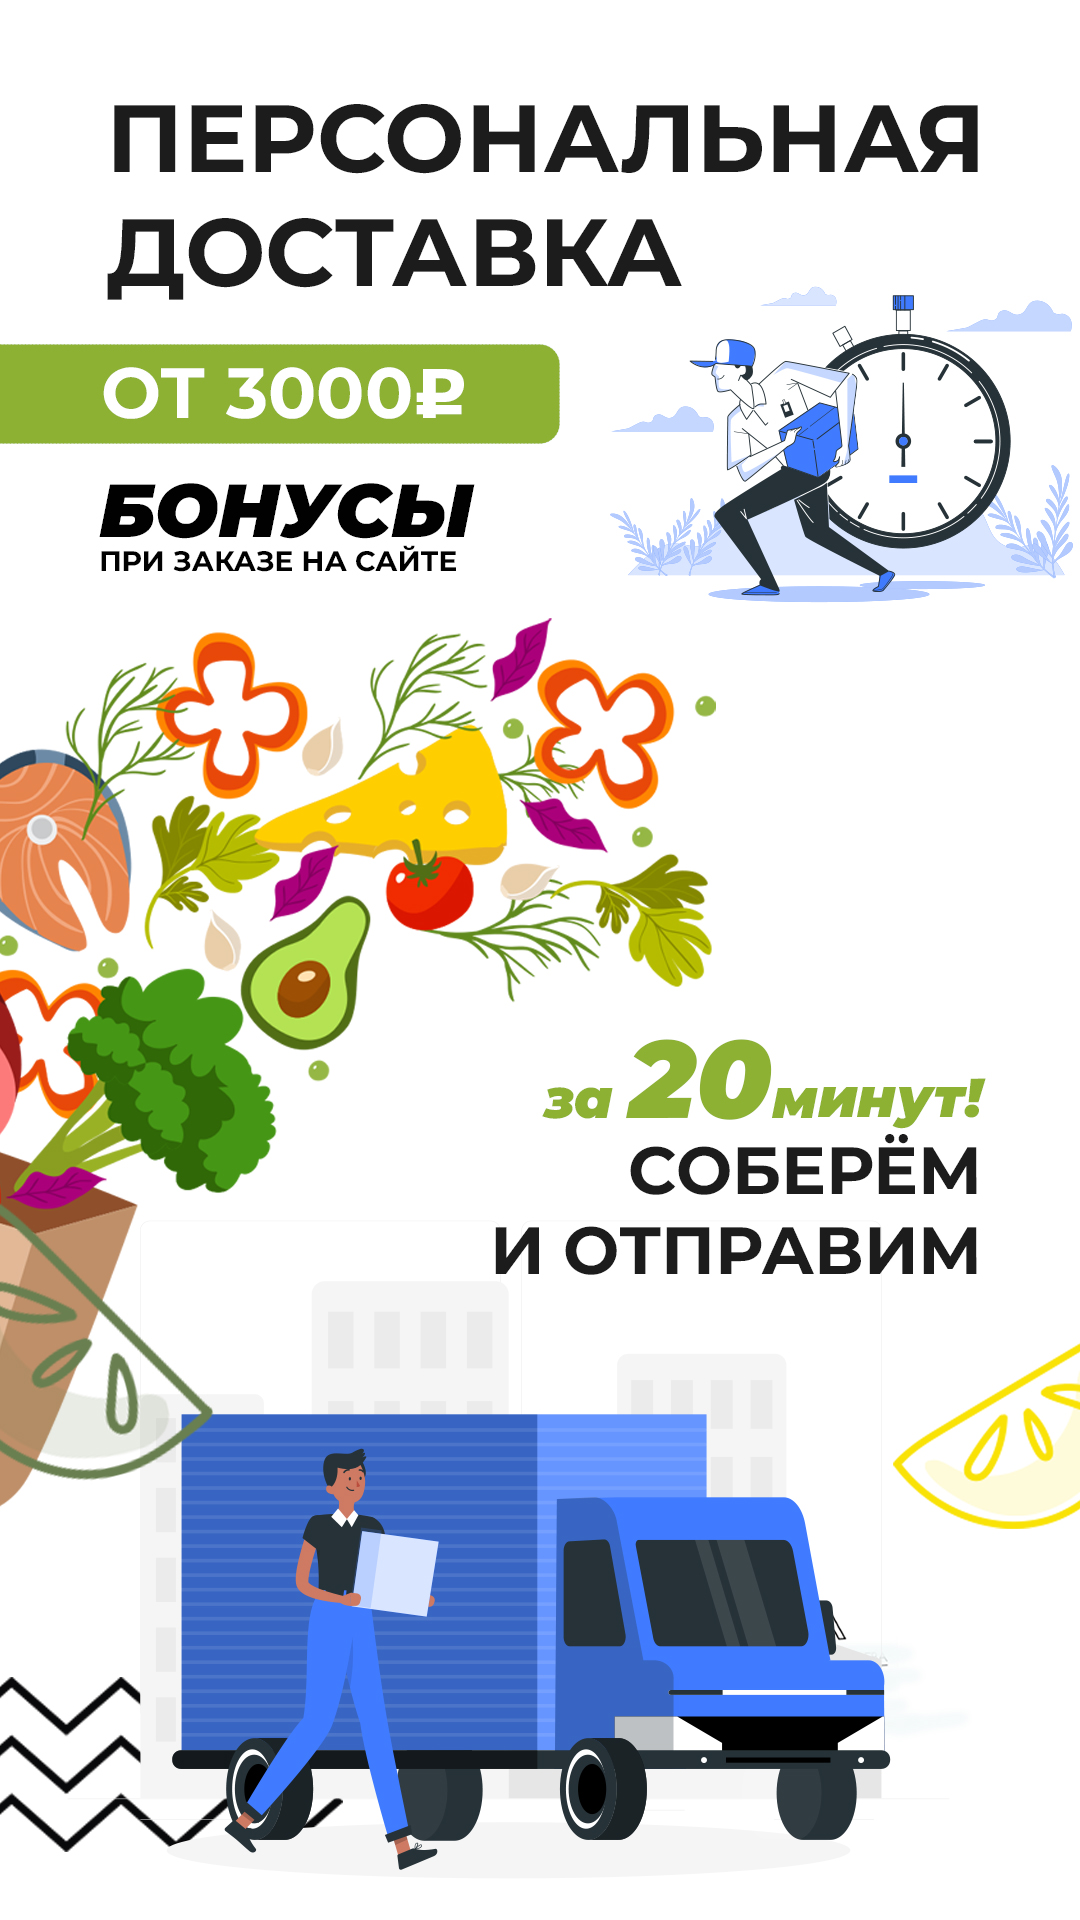 ПЕРСОНАЛЬНАЯ
ДОСТАВКА
ОТ 3000₽
БОНУСЫ
ПРИ ЗАКАЗЕ НА САЙТЕ
за 20 минут!
СОБЕРЁМ
И ОТПРАВИМ